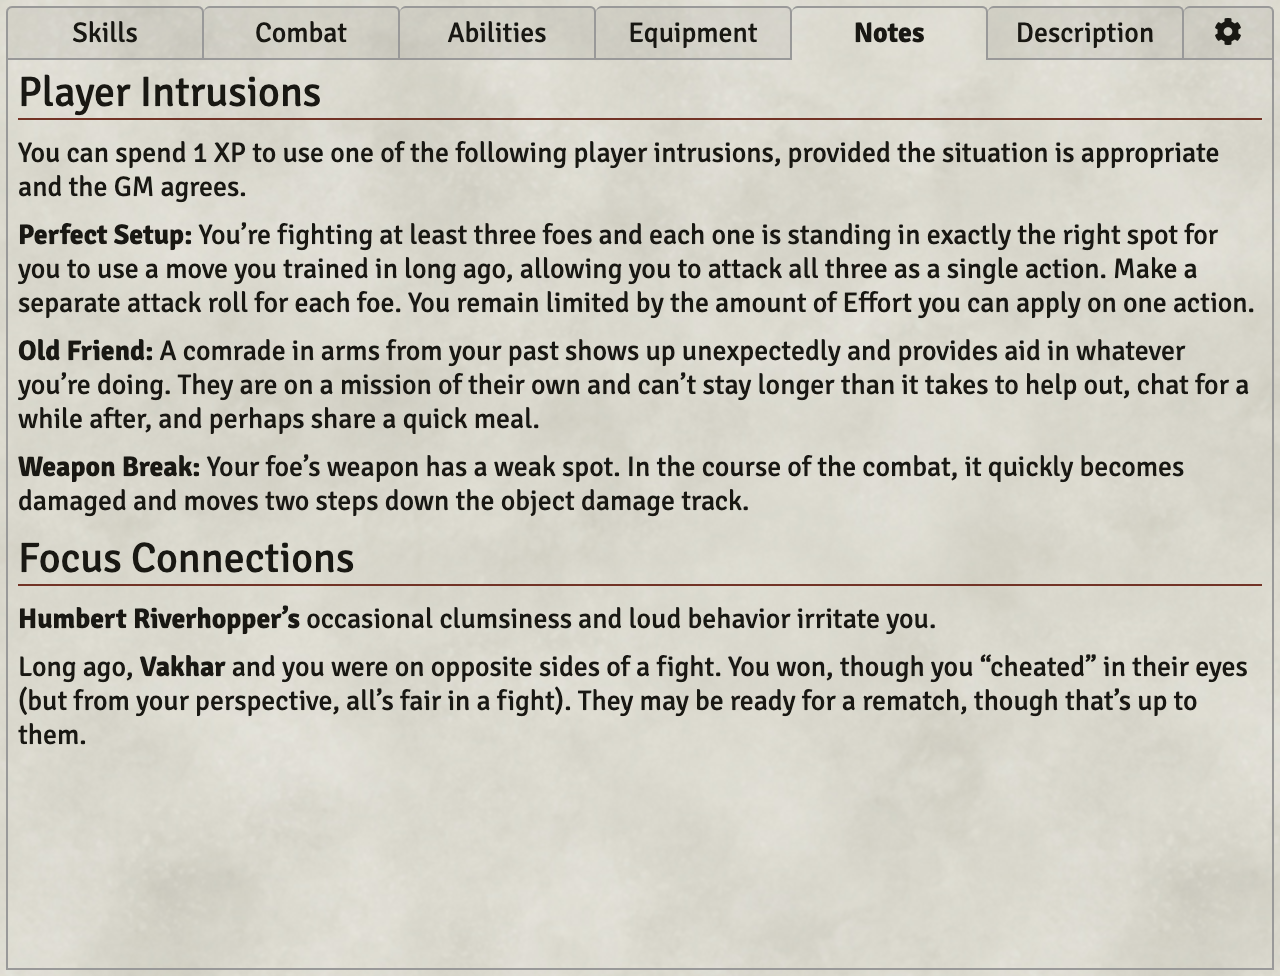 Skills Combat Abilities Equipment Notes Description
Player Intrusions
You can spend 1 XP to use one of the following player intrusions, provided the situation is appropriate
and the GM agrees.
Perfect Setup: You’re fighting at least three foes and each one is standing in exactly the right spot for
you to use a move you trained in long ago, allowing you to attack all three as a single action. Make a
separate attack roll for each foe. You remain limited by the amount of Effort you can apply on one action.
Old Friend: A comrade in arms from your past shows up unexpectedly and provides aid in whatever
you’re doing. They are on a mission of their own and can’t stay longer than it takes to help out, chat for a
while after, and perhaps share a quick meal.
Weapon Break: Your foe’s weapon has a weak spot. In the course of the combat, it quickly becomes
damaged and moves two steps down the object damage track.
Focus Connections
Humbert Riverhopper’s occasional clumsiness and loud behavior irritate you.
Long ago, Vakhar and you were on opposite sides of a fight. You won, though you “cheated” in their eyes
(but from your perspective, all’s fair in a fight). They may be ready for a rematch, though that’s up to
them.